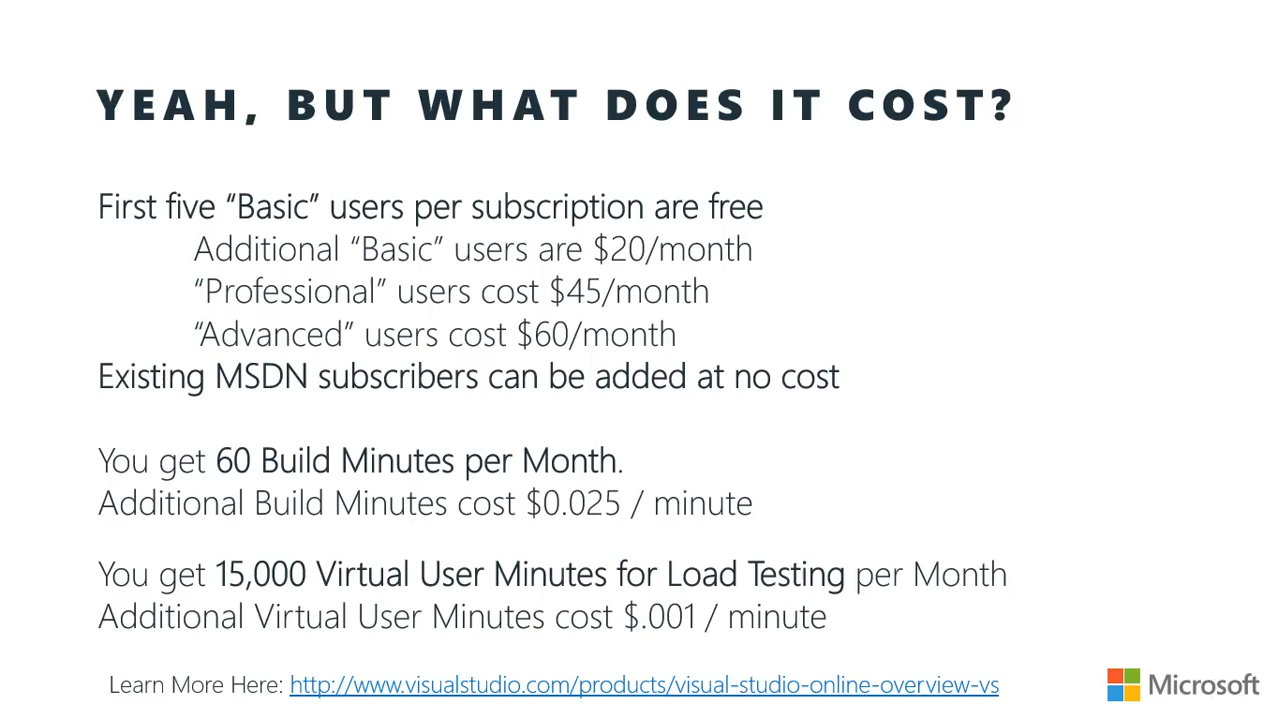 YEAH, BUT WHAT DOES IT COST?
First five “Basic” users per subscription are free
Additional “Basic” users are $20/month
“Professional” users cost $45/month
“Advanced” users cost $60/month
Existing MSDN subscribers can be added at no cost
You get 60 Build Minutes per Month.
Additional Build Minutes cost $0.025 / minute
You get 15,000 Virtual User Minutes for Load Testing per Month
Additional Virtual User Minutes cost $.001 / minute
Learn More Here: http://www.visualstudio.com/products/visual-studio-online-overview-vs
Microsoft